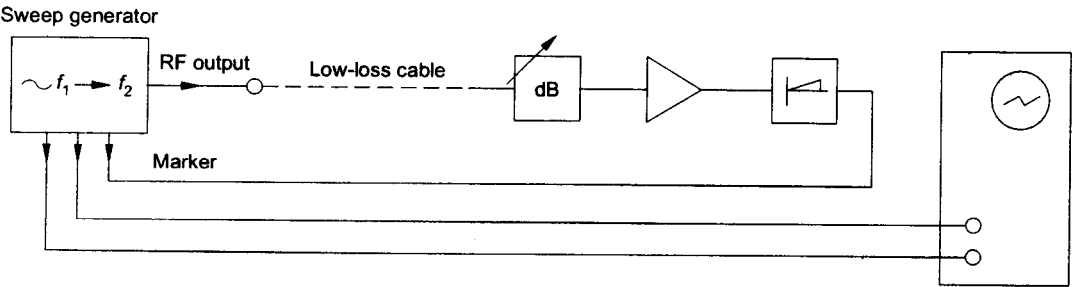 Sweep generator
f1 → f2
RF output
Low-loss cable
dB
Marker